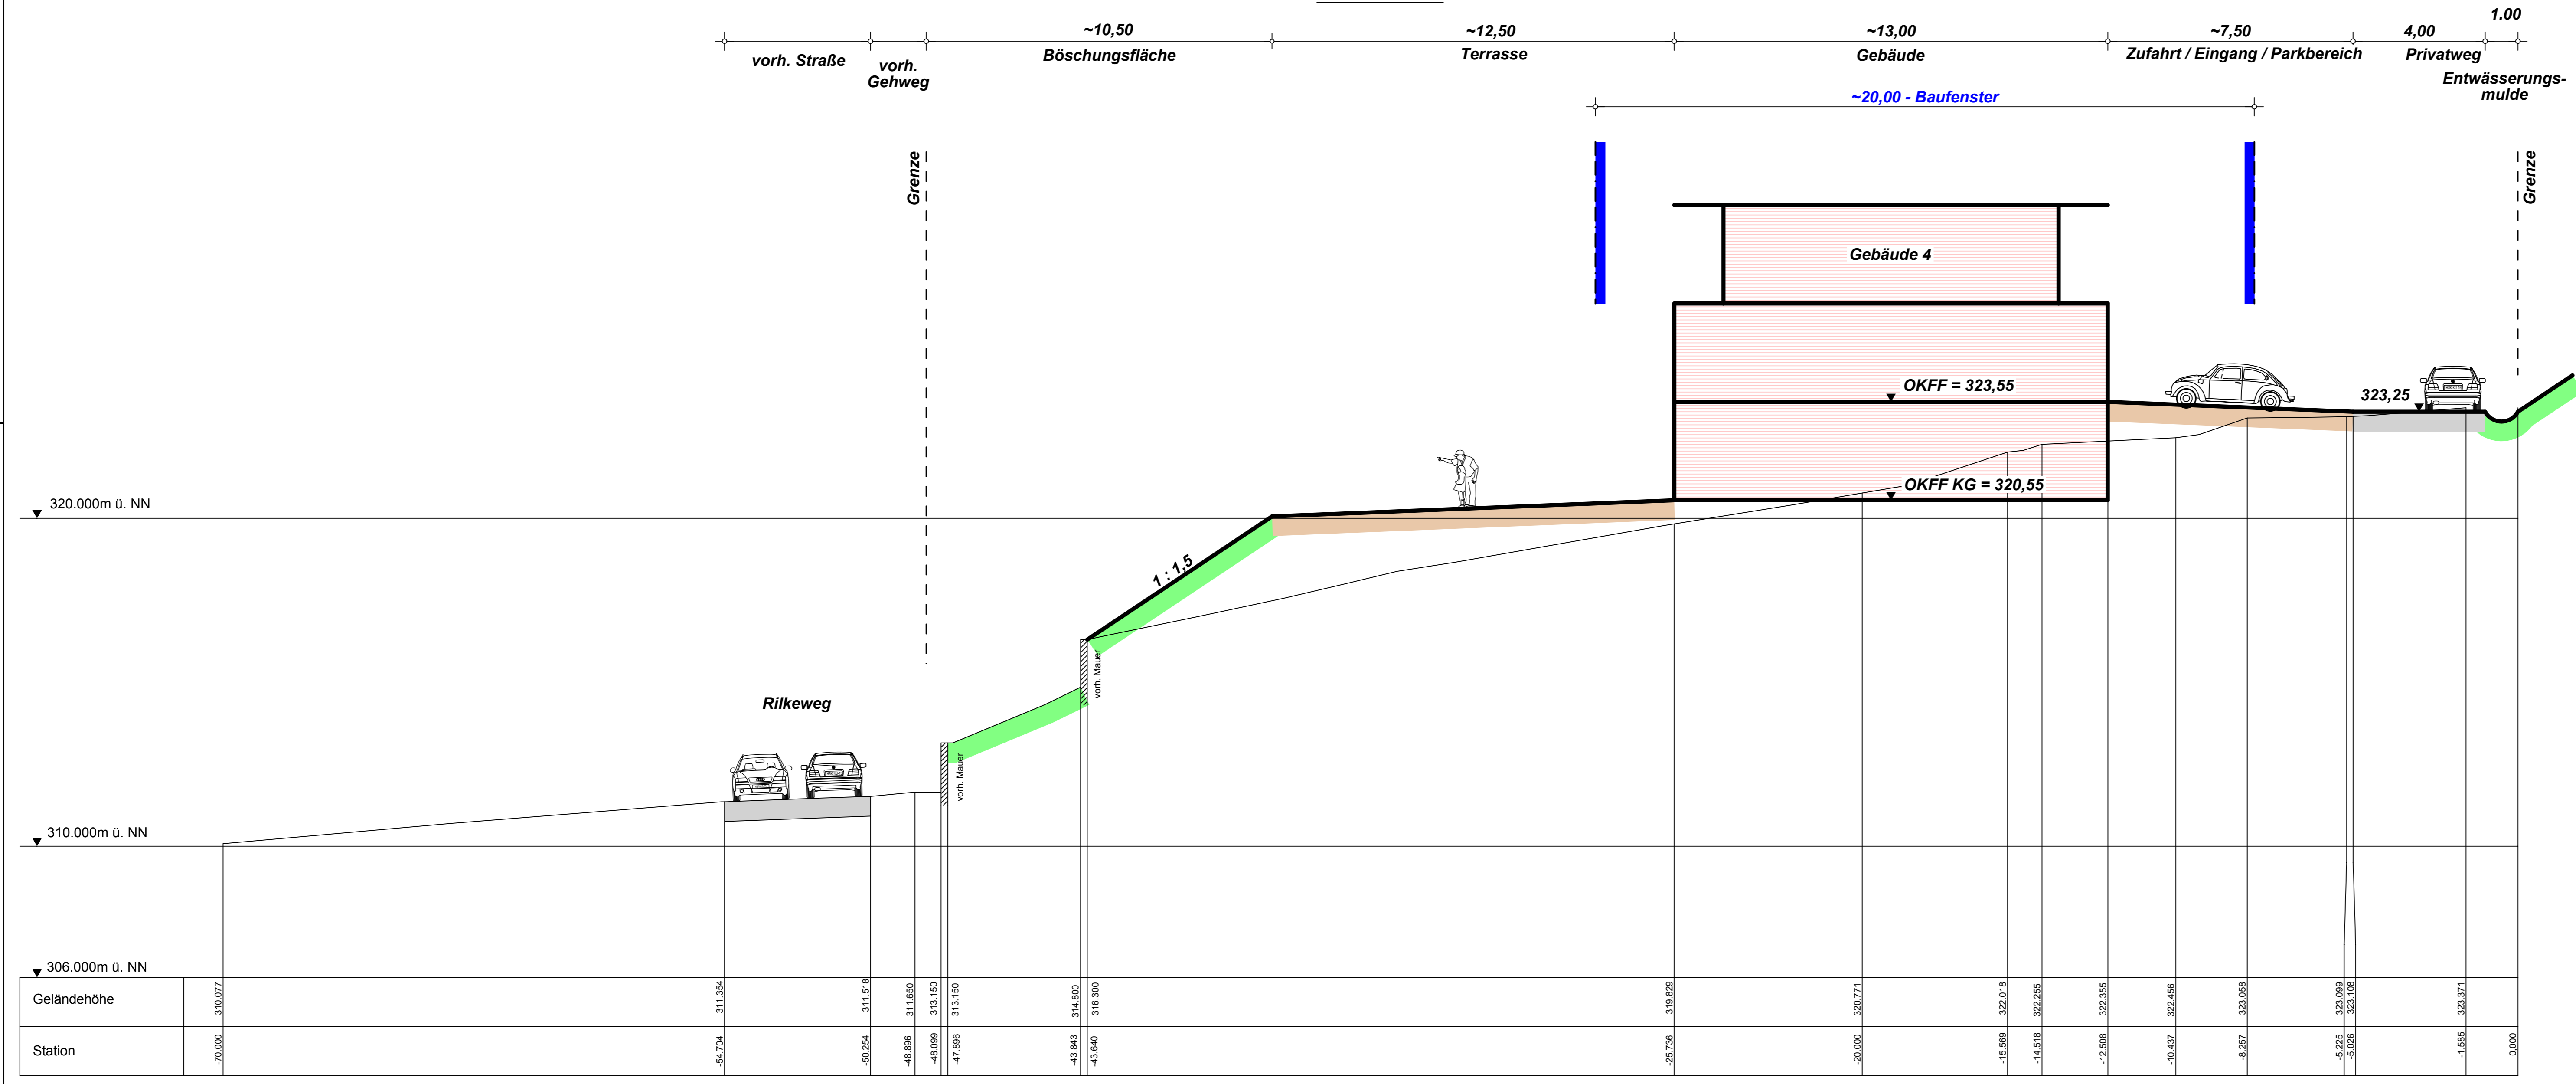 1.00
~10,50
~12,50
~13,00
~7,50
4,00
vorh. Straße
vorh.
Gehweg
Böschungsfläche
Terrasse
Gebäude
Zufahrt / Eingang / Parkbereich
Privatweg
Entwässerungs-
mulde
~20,00 - Baufenster
Grenze
Grenze
Gebäude 4
OKFF = 323,55
323,25
OKFF KG = 320,55
320.000m ü. NN
1 : 1,5
vorh. Mauer
Rilkeweg
vorh. Mauer
310.000m ü. NN
306.000m ü. NN
Geländehöhe
310.077
311.354
311.518
311.650
313.150
313.150
314.800
316.300
319.829
320.771
322.018
322.255
322.355
322.456
323.058
323.099
323.108
323.371
Station
-70.000
-54.704
-50.254
-48.896
-48.099
-47.896
-43.843
-43.640
-25.736
-20.000
-15.569
-14.518
-12.508
-10.437
-8.257
-5.225
-5.026
-1.585
0.000